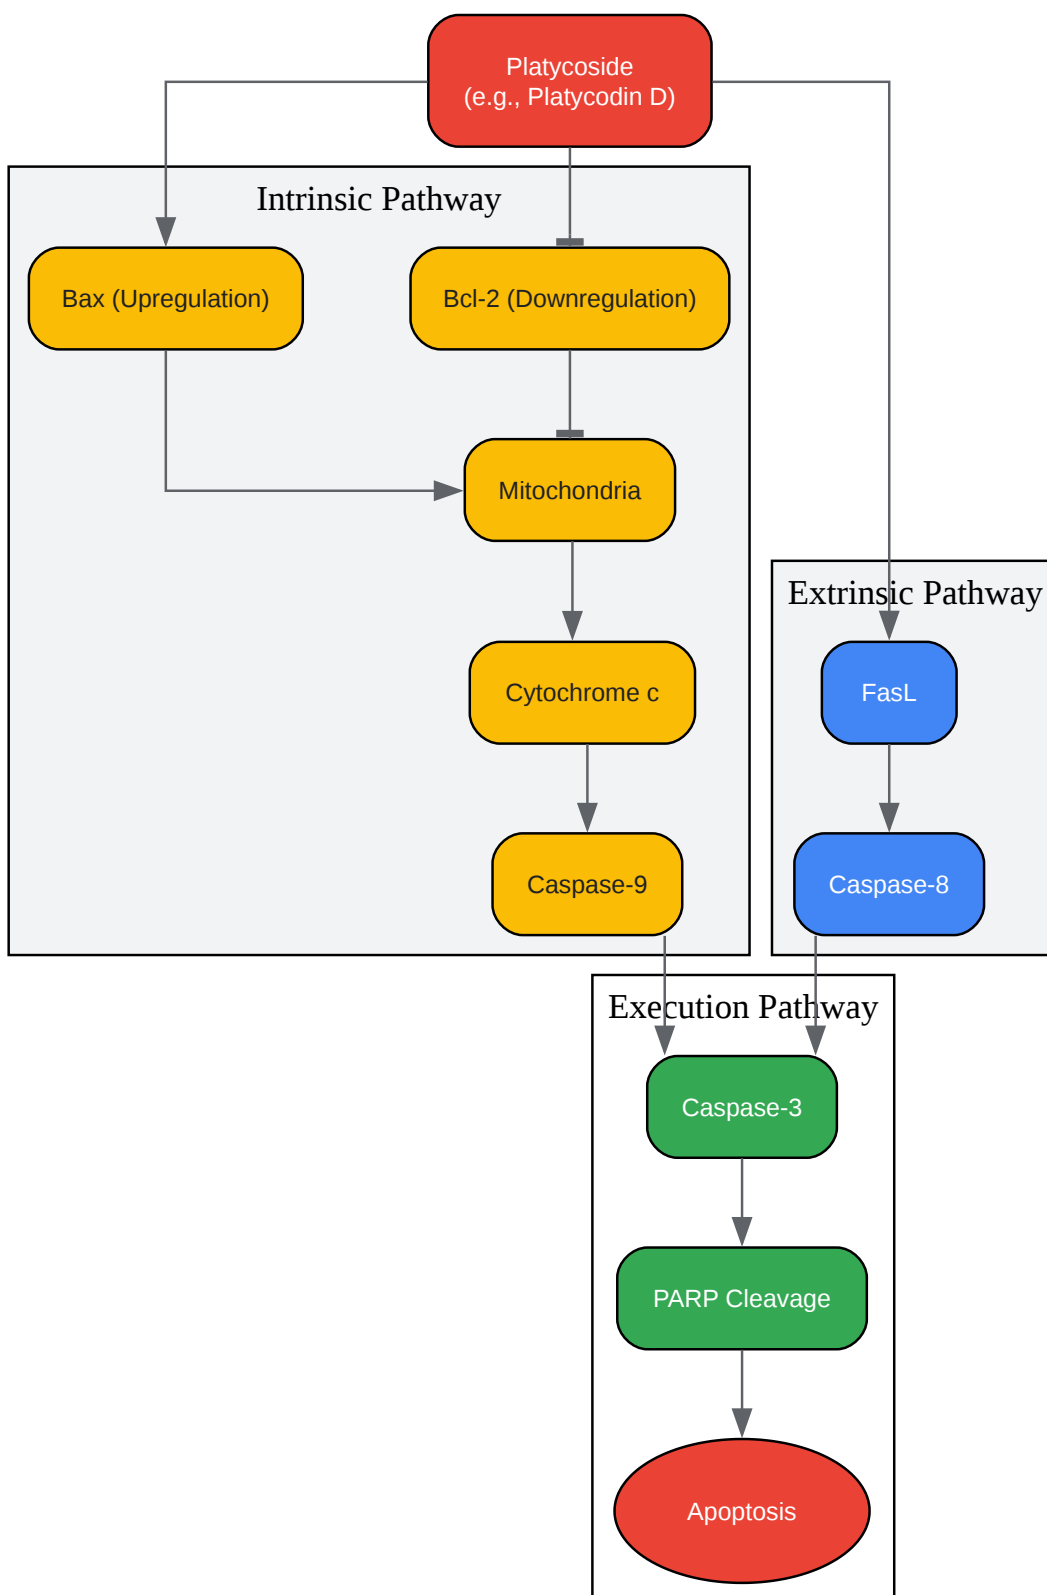 Platycoside
(e.g., Platycodin D)
Intrinsic Pathway
Bax (Upregulation)
Bcl-2 (Downregulation)
Mitochondria
Extrinsic Pathway
Cytochrome c
FasL
Caspase-9
Caspase-8
Execution Pathway
Caspase-3
PARP Cleavage
Apoptosis